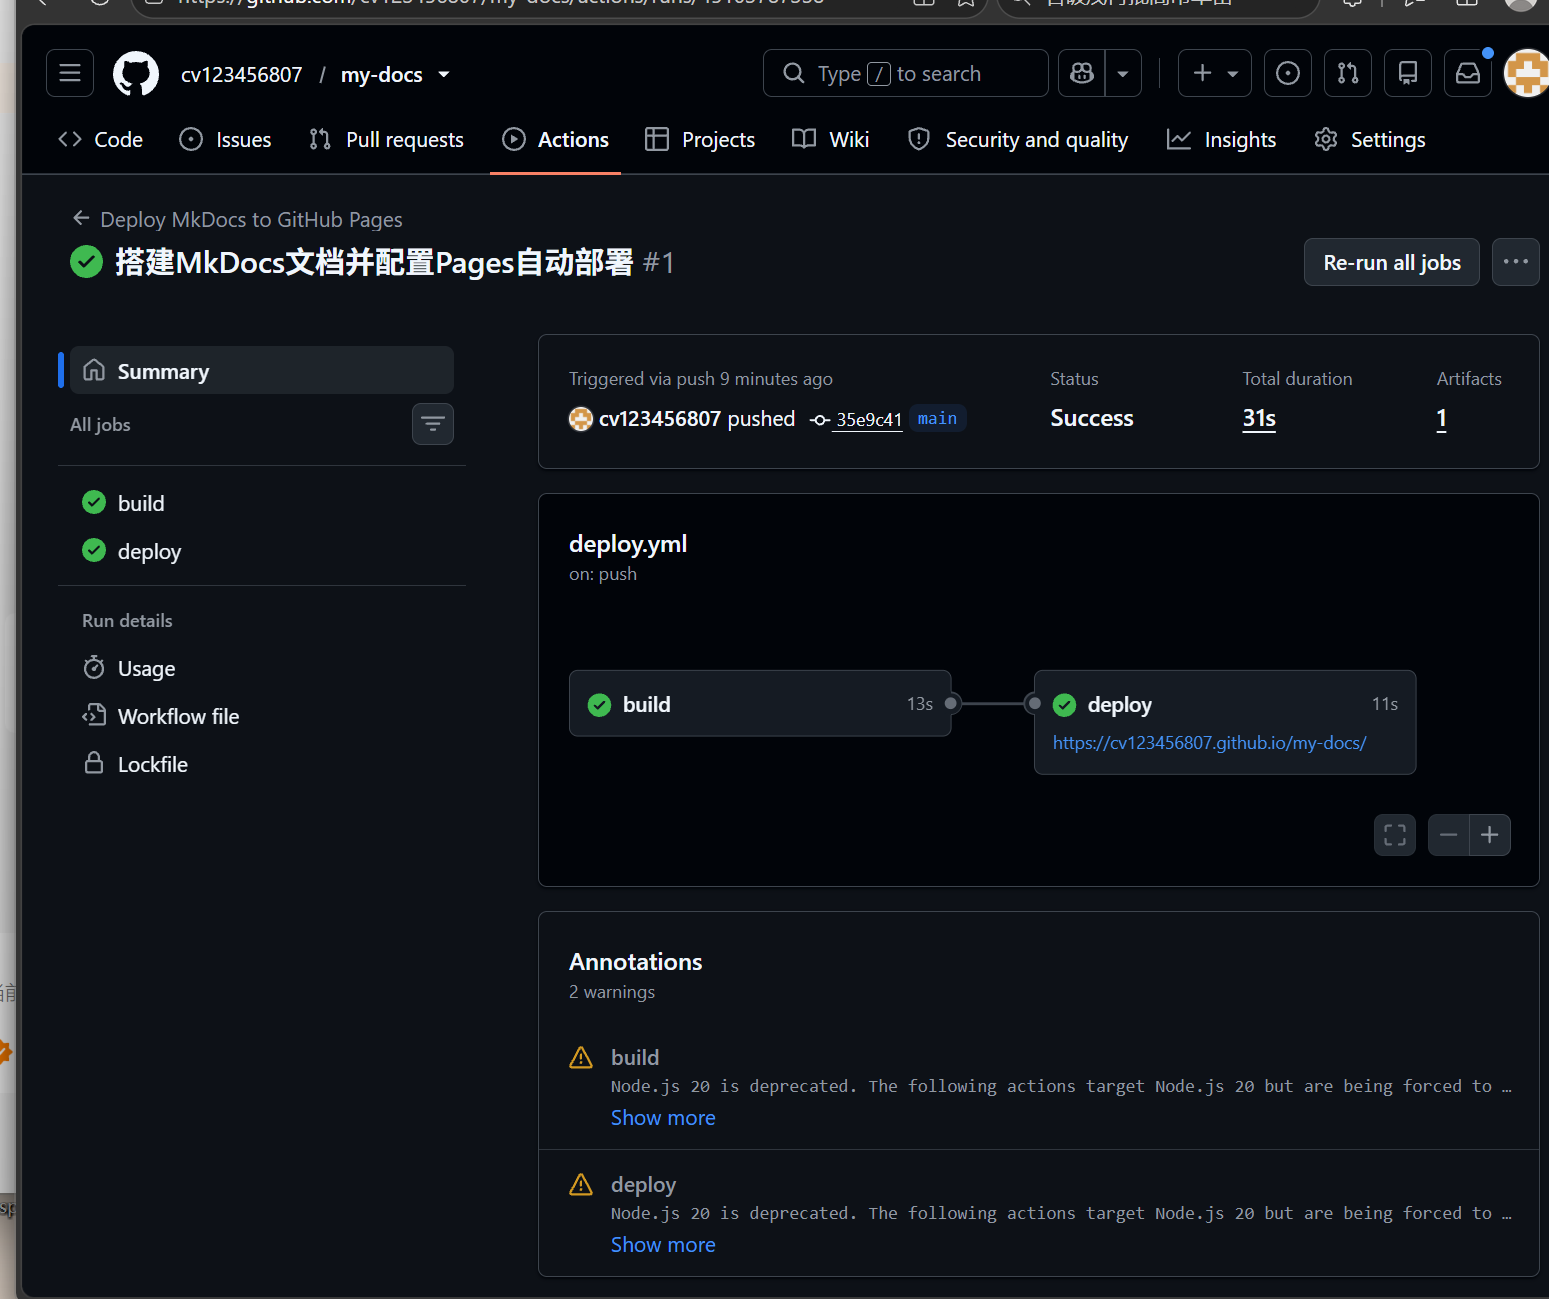 cv123456807 / my-docs
Type / to search
Code
Issues
Pull requests
Actions
Projects
Wiki
Security and quality
Insights
Settings
Deploy MkDocs to GitHub Pages
搭建MkDocs文档并配置Pages自动部署 #1
Re-run all jobs
Summary
All jobs
build
deploy
Run details
Usage
Workflow file
Lockfile
Triggered via push 9 minutes ago
cv123456807 pushed 35e9c41 main
Status
Success
Total duration
31s
Artifacts
1
deploy.yml
on: push
build 13s
deploy 11s
https://cv123456807.github.io/my-docs/
Annotations
2 warnings
build
Node.js 20 is deprecated. The following actions target Node.js 20 but are being forced to …
Show more
deploy
Node.js 20 is deprecated. The following actions target Node.js 20 but are being forced to …
Show more